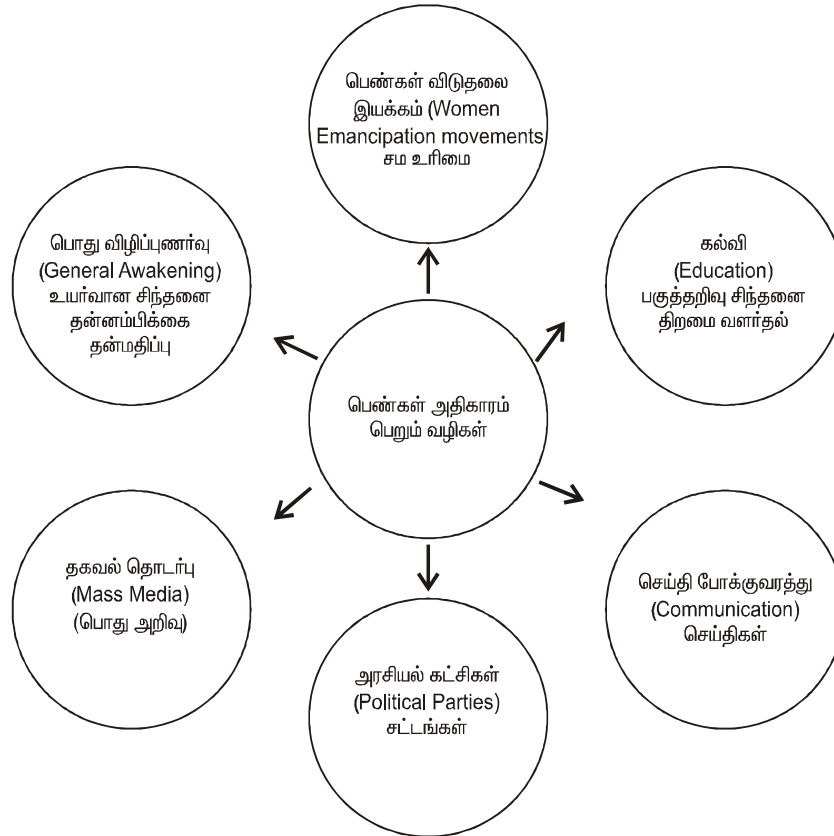 பெண்கள் விடுதலை
இயக்கம் (Women
Emancipation movements
சம உரிமை
பொது விழிப்புணர்வு
(General Awakening)
உயர்வான சிந்தனை
தன்னம்பிக்கை
தன்மதிப்பு
கல்வி
(Education)
பகுத்தறிவு சிந்தனை
திறமை வளர்தல்
பெண்கள் அதிகாரம்
பெறும் வழிகள்
தகவல் தொடர்பு
(Mass Media)
(பொது அறிவு)
செய்தி போக்குவரத்து
(Communication)
செய்திகள்
அரசியல் கட்சிகள்
(Political Parties)
சட்டங்கள்